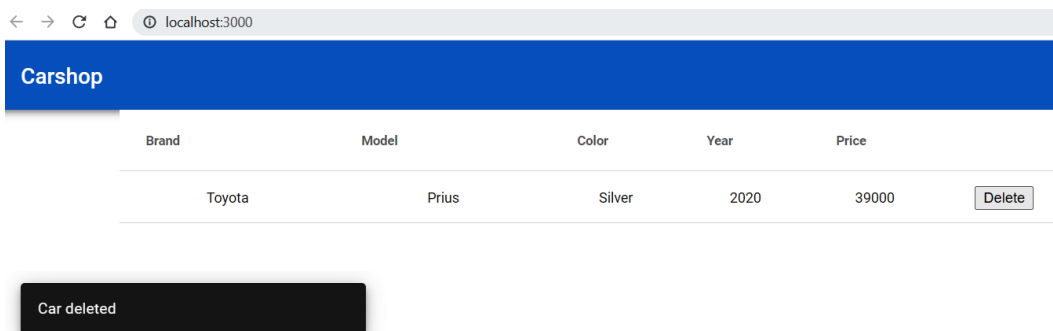 localhost:3000
Carshop
Brand Model Color Year Price
Toyota Prius Silver 2020 39000 Delete
Car deleted